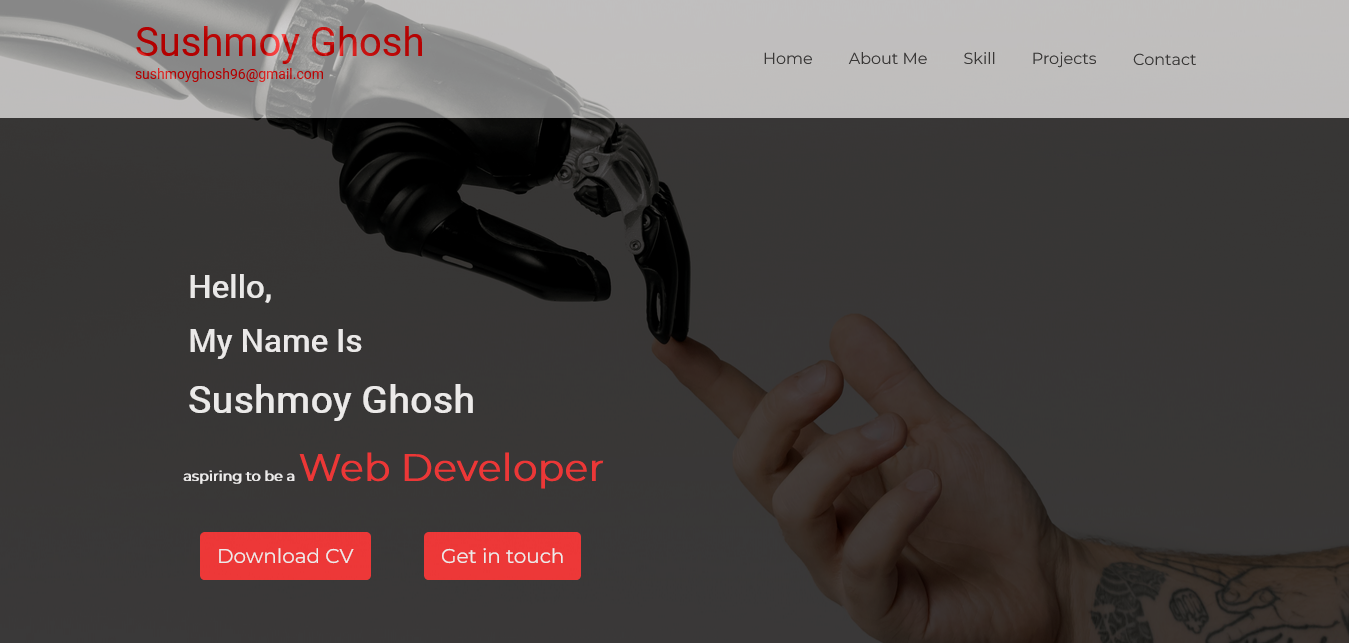 Sushmoy Ghosh
sushmoyghosh96@gmail.com
Home About Me Skill Projects Contact
Hello,
My Name Is
Sushmoy Ghosh
aspiring to be a Web Developer
Download CV Get in touch